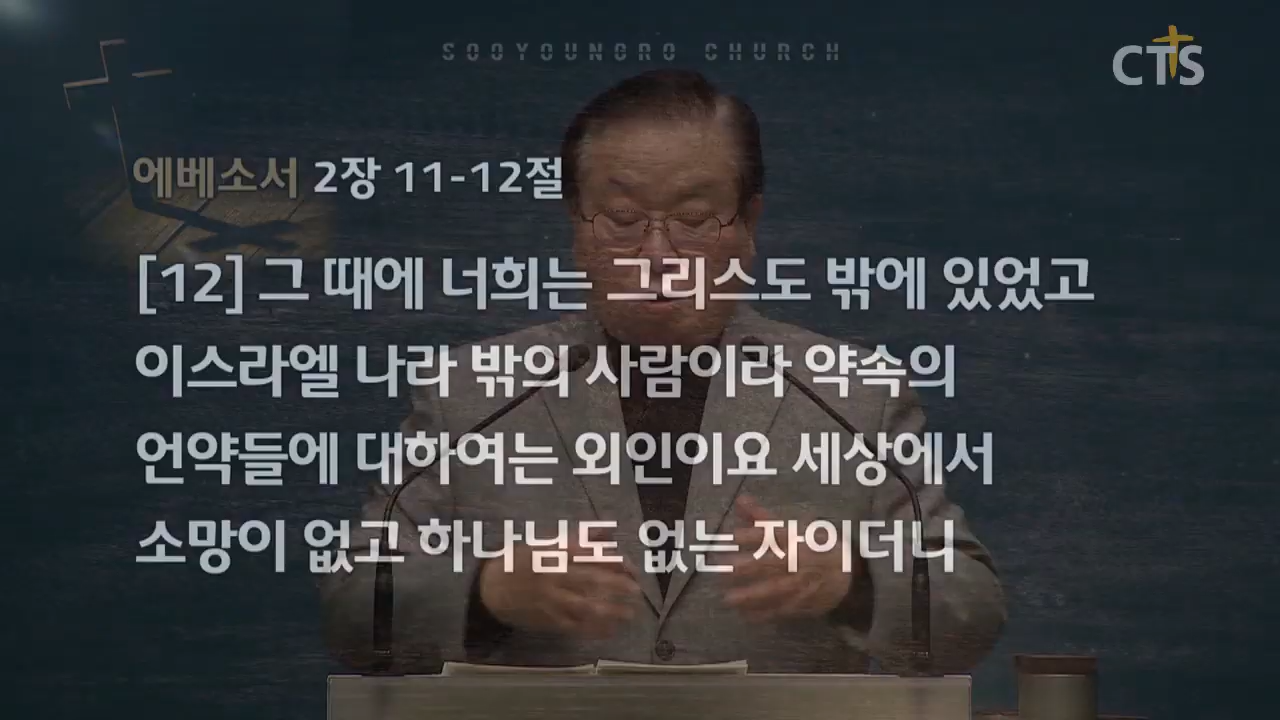 SOOYOUNGRO CHURCH
CTS
에베소서 2장 11-12절
[12] 그 때에 너희는 그리스도 밖에 있었고
이스라엘 나라 밖의 사람이라 약속의
언약들에 대하여는 외인이요 세상에서
소망이 없고 하나님도 없는 자이더니